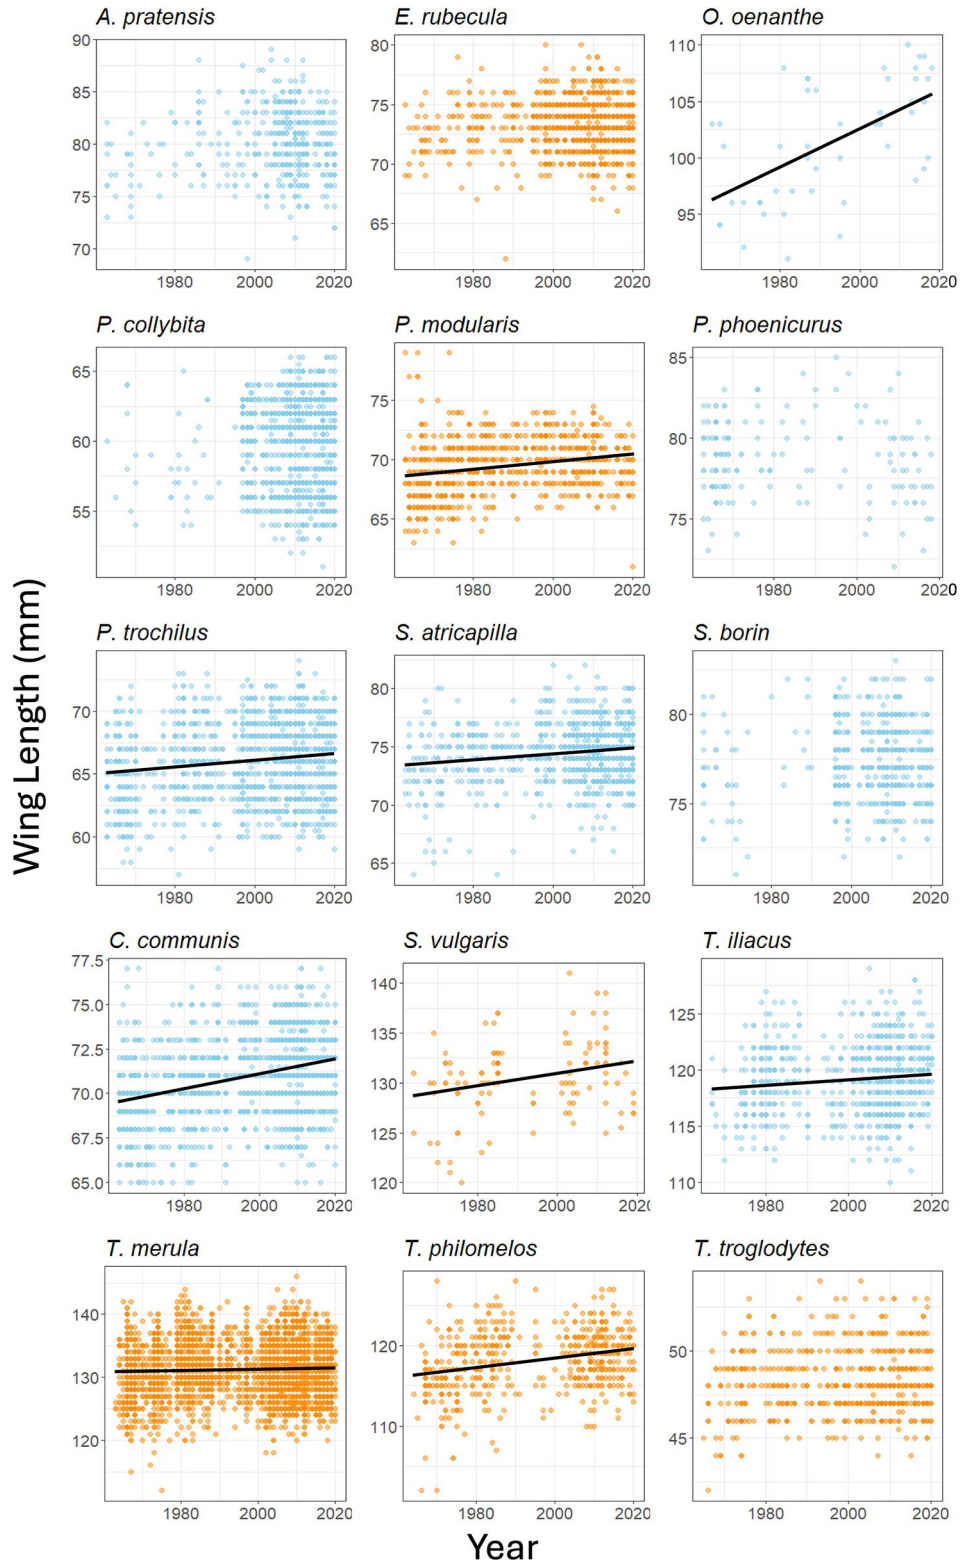 A. pratensis E. rubecula O. oenanthe
90 80 110
85 75 105
80 70 100
75 65 95
70
1980 2000 2020 1980 2000 2020 1980 2000 2020
P. collybita P. modularis P. phoenicurus
65 75 85
60 70 80
55 65 75
1980 2000 2020 1980 2000 2020 1980 2000 2020
Wing Length (mm)
P. trochilus S. atricapilla S. borin
70 80 80
65 75 75
60 70
65
1980 2000 2020 1980 2000 2020 1980 2000 2020
C. communis S. vulgaris T. iliacus
77.5 140 125
75.0 135 120
72.5 130 115
70.0 125 110
67.5 120
65.0
1980 2000 2020 1980 2000 2020 1980 2000 2020
T. merula T. philomelos T. troglodytes
140 120 50
130 110 45
120
1980 2000 2020 1980 2000 2020 1980 2000 2020
Year